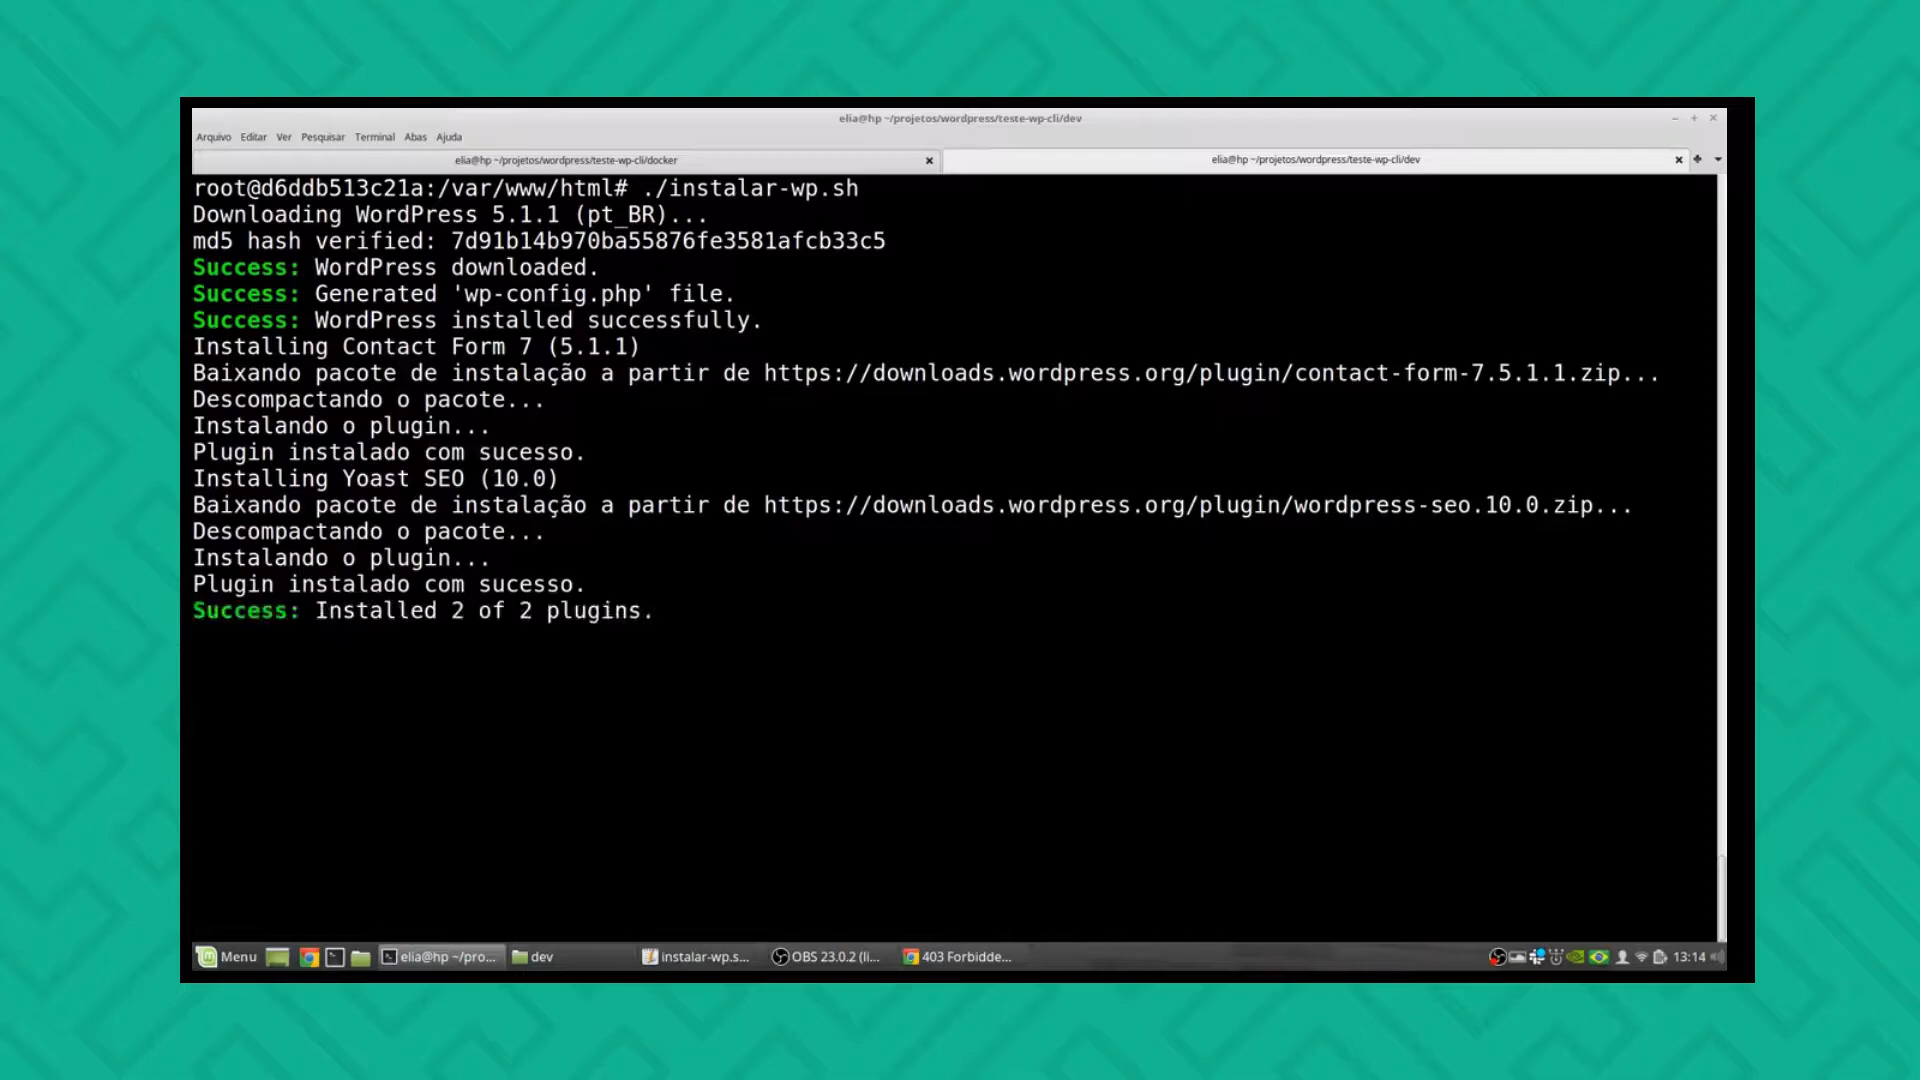 elia@hp ~/projetos/wordpress/teste-wp-cli/dev
Arquivo Editar Ver Pesquisar Terminal Abas Ajuda
elia@hp ~/projetos/wordpress/teste-wp-cli/docker
elia@hp ~/projetos/wordpress/teste-wp-cli/dev
root@d6ddb513c21a:/var/www/html# ./instalar-wp.sh
Downloading WordPress 5.1.1 (pt_BR)...
md5 hash verified: 7d91b14b970ba55876fe3581afcb33c5
Success: WordPress downloaded.
Success: Generated 'wp-config.php' file.
Success: WordPress installed successfully.
Installing Contact Form 7 (5.1.1)
Baixando pacote de instalação a partir de https://downloads.wordpress.org/plugin/contact-form-7.5.1.1.zip...
Descompactando o pacote...
Instalando o plugin...
Plugin instalado com sucesso.
Installing Yoast SEO (10.0)
Baixando pacote de instalação a partir de https://downloads.wordpress.org/plugin/wordpress-seo.10.0.zip...
Descompactando o pacote...
Instalando o plugin...
Plugin instalado com sucesso.
Success: Installed 2 of 2 plugins.
Menu elia@hp ~/pro... dev instalar-wp.s... OBS 23.0.2 (li... 403 Forbidde... 13:14